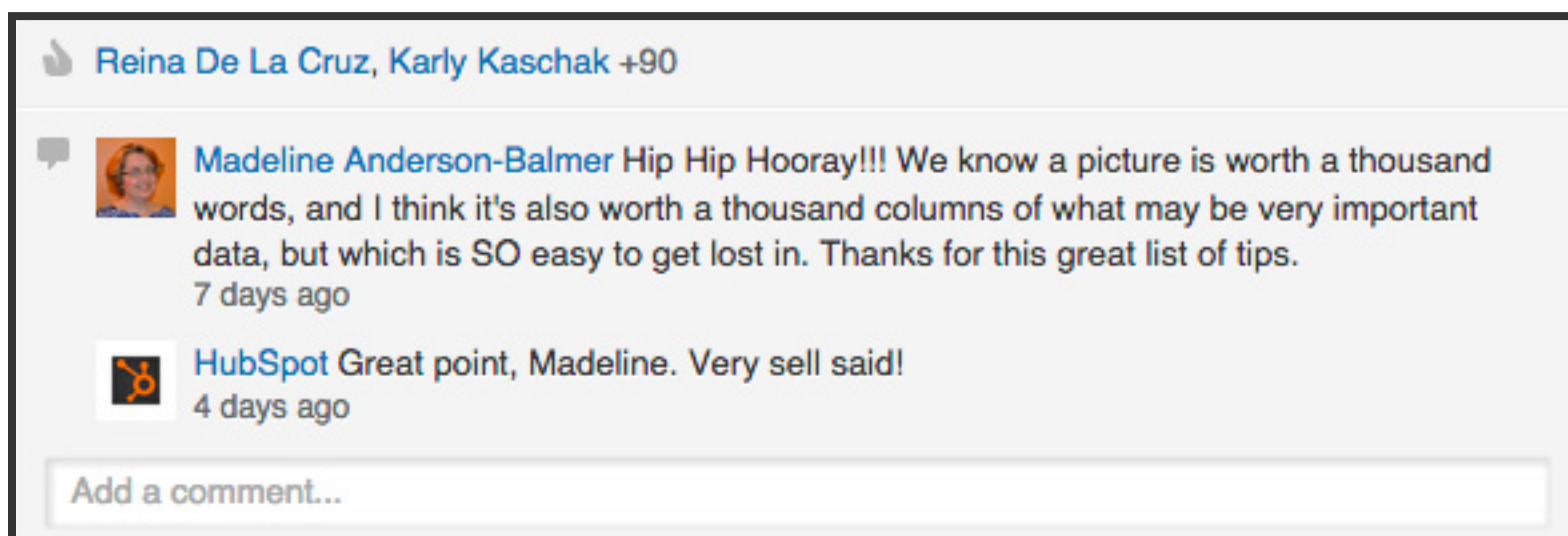 Reina De La Cruz, Karly Kaschak +90
Madeline Anderson-Balmer Hip Hip Hooray!!! We know a picture is worth a thousand
words, and I think it's also worth a thousand columns of what may be very important
data, but which is SO easy to get lost in. Thanks for this great list of tips.
7 days ago
HubSpot Great point, Madeline. Very sell said!
4 days ago
Add a comment...